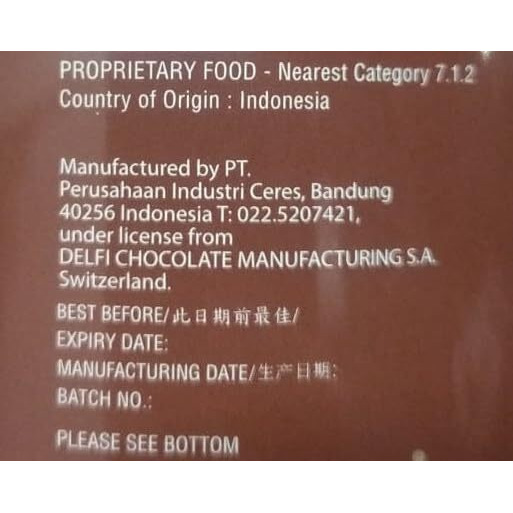 PROPRIETARY FOOD - Nearest Category 7.1.2
Country of Origin : Indonesia
Manufactured by PT.
Perusahaan Industri Ceres, Bandung
40256 Indonesia T: 022.5207421,
under license from
DELFI CHOCOLATE MANUFACTURING S.A.
Switzerland.
BEST BEFORE/此日期前最佳/
EXPIRY DATE:
MANUFACTURING DATE/生产日期:
BATCH NO.:
PLEASE SEE BOTTOM